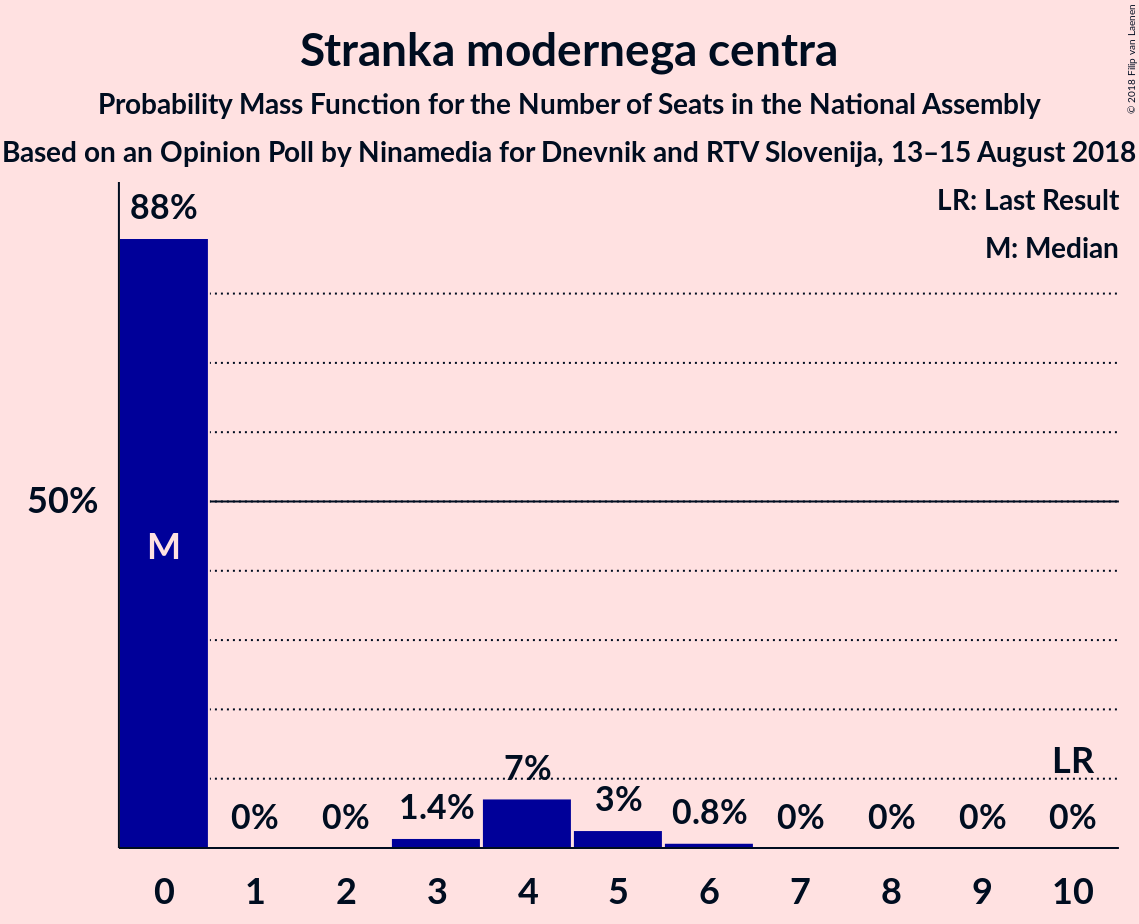 Stranka modernega centra
Probability Mass Function for the Number of Seats in the National Assembly
Based on an Opinion Poll by Ninamedia for Dnevnik and RTV Slovenija, 13–15 August 2018
© 2018 Filip van Laenen
LR: Last Result
M: Median
88%
50%
M
LR
0% 0% 1.4% 7% 3% 0.8% 0% 0% 0% 0%
0 1 2 3 4 5 6 7 8 9 10